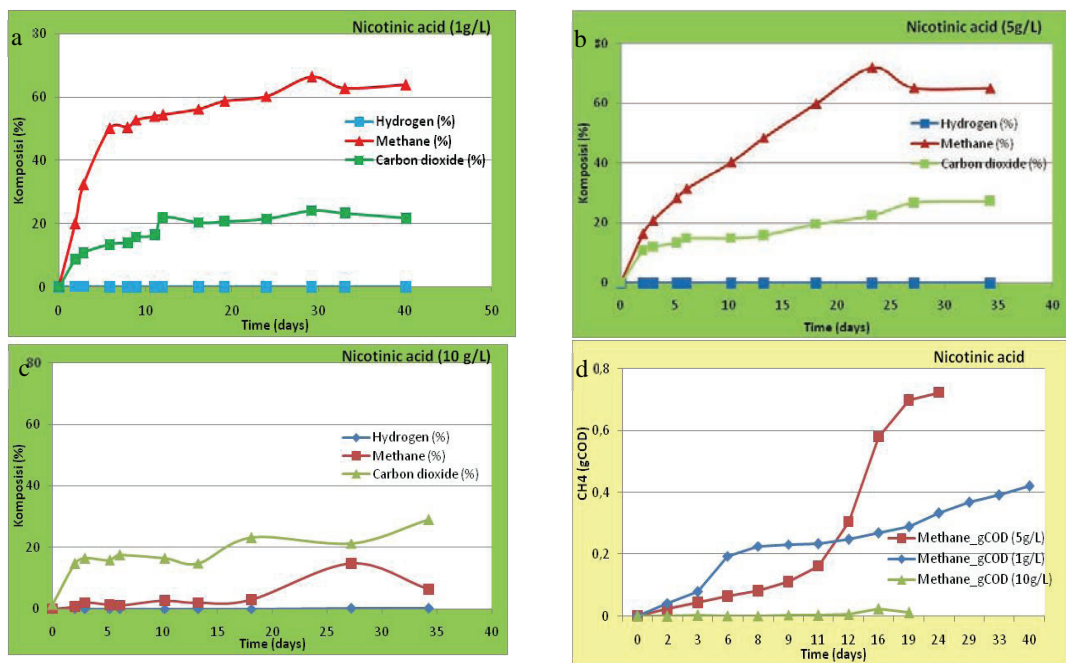 a
Nicotinic acid (1g/L)
80
60
40
20
0
Komposisi (%)
Hydrogen (%)
Methane (%)
Carbon dioxide (%)
0 10 20 30 40 50
Time (days)
b
Nicotinic acid (5g/L)
80
60
40
20
0
Komposisi (%)
Hydrogen (%)
Methane (%)
Carbon dioxide (%)
0 5 10 15 20 25 30 35 40
Time (days)
c
Nicotinic acid (10 g/L)
80
60
40
20
0
Komposisi (%)
Hydrogen (%)
Methane (%)
Carbon dioxide (%)
0 5 10 15 20 25 30 35 40
Time (days)
d
Nicotinic acid
0,8
0,6
0,4
0,2
0
CH4 (gCOD)
Methane_gCOD (5g/L)
Methane_gCOD (1g/L)
Methane_gCOD (10g/L)
0 2 3 6 8 9 11 12 16 19 24 29 33 40
Time (days)